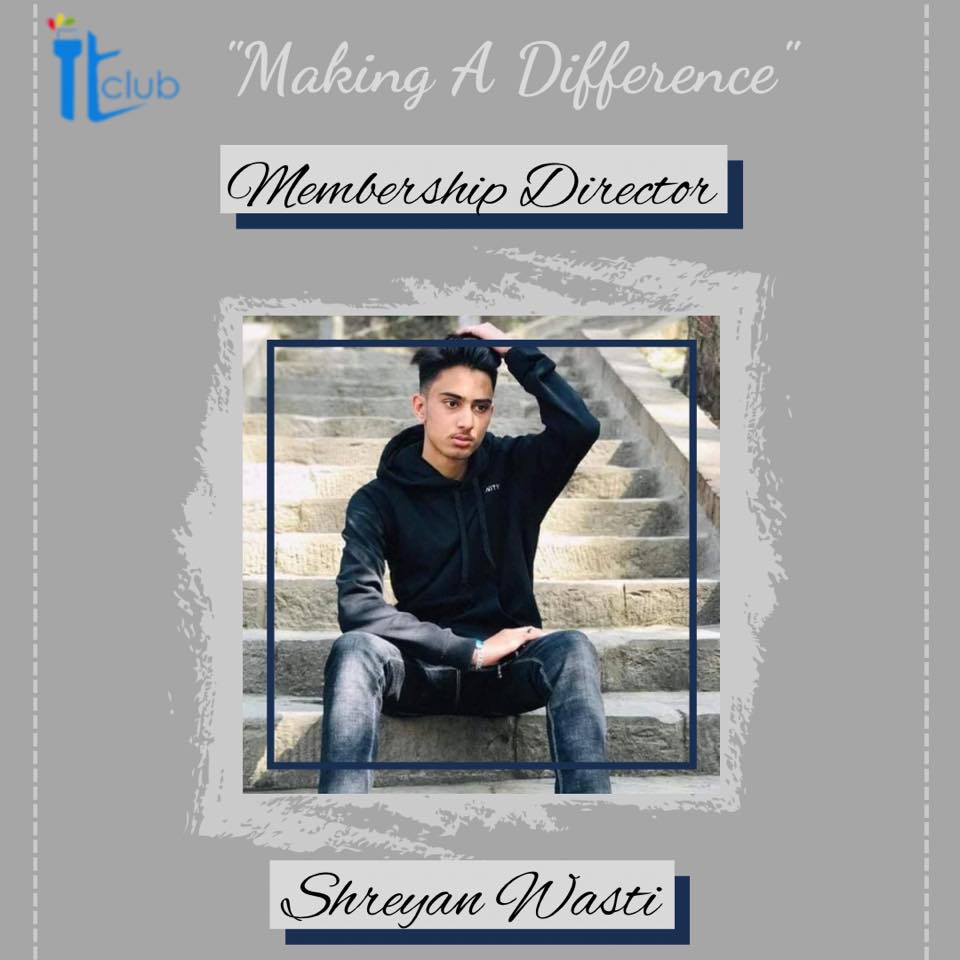 It club
"Making A Difference"
Membership Director
Shreyan Wasti